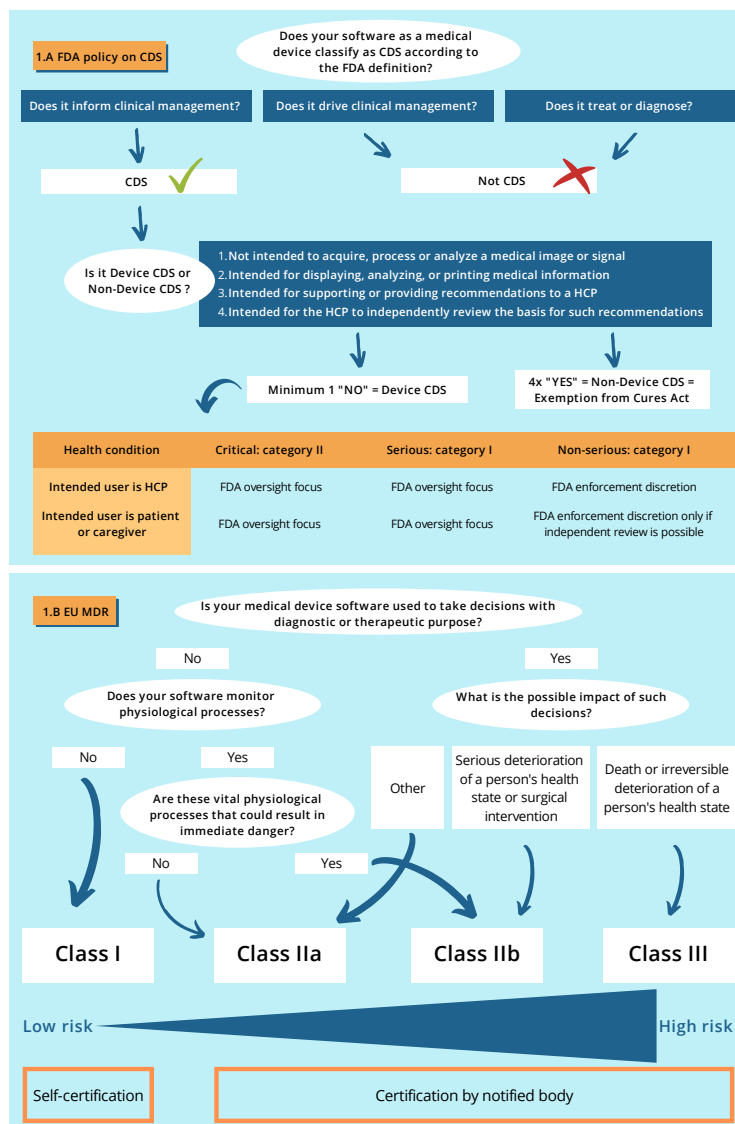 1.A FDA policy on CDS
Does your software as a medical
device classify as CDS according to
the FDA definition?
Does it inform clinical management?
Does it drive clinical management?
Does it treat or diagnose?
CDS
Not CDS
Is it Device CDS or
Non-Device CDS ?
1.Not intended to acquire, process or analyze a medical image or signal
2.Intended for displaying, analyzing, or printing medical information
3.Intended for supporting or providing recommendations to a HCP
4.Intended for the HCP to independently review the basis for such recommendations
Minimum 1 "NO" = Device CDS
4x "YES" = Non-Device CDS =
Exemption from Cures Act
Health condition
Critical: category II
Serious: category I
Non-serious: category I
Intended user is HCP
FDA oversight focus
FDA oversight focus
FDA enforcement discretion
Intended user is patient
or caregiver
FDA oversight focus
FDA oversight focus
FDA enforcement discretion only if
independent review is possible
1.B EU MDR
Is your medical device software used to take decisions with
diagnostic or therapeutic purpose?
No
Yes
Does your software monitor
physiological processes?
What is the possible impact of such
decisions?
No
Yes
Other
Serious deterioration
of a person's health
state or surgical
intervention
Death or irreversible
deterioration of a
person's health state
Are these vital physiological
processes that could result in
immediate danger?
No
Yes
Class I
Class IIa
Class IIb
Class III
Low risk
High risk
Self-certification
Certification by notified body